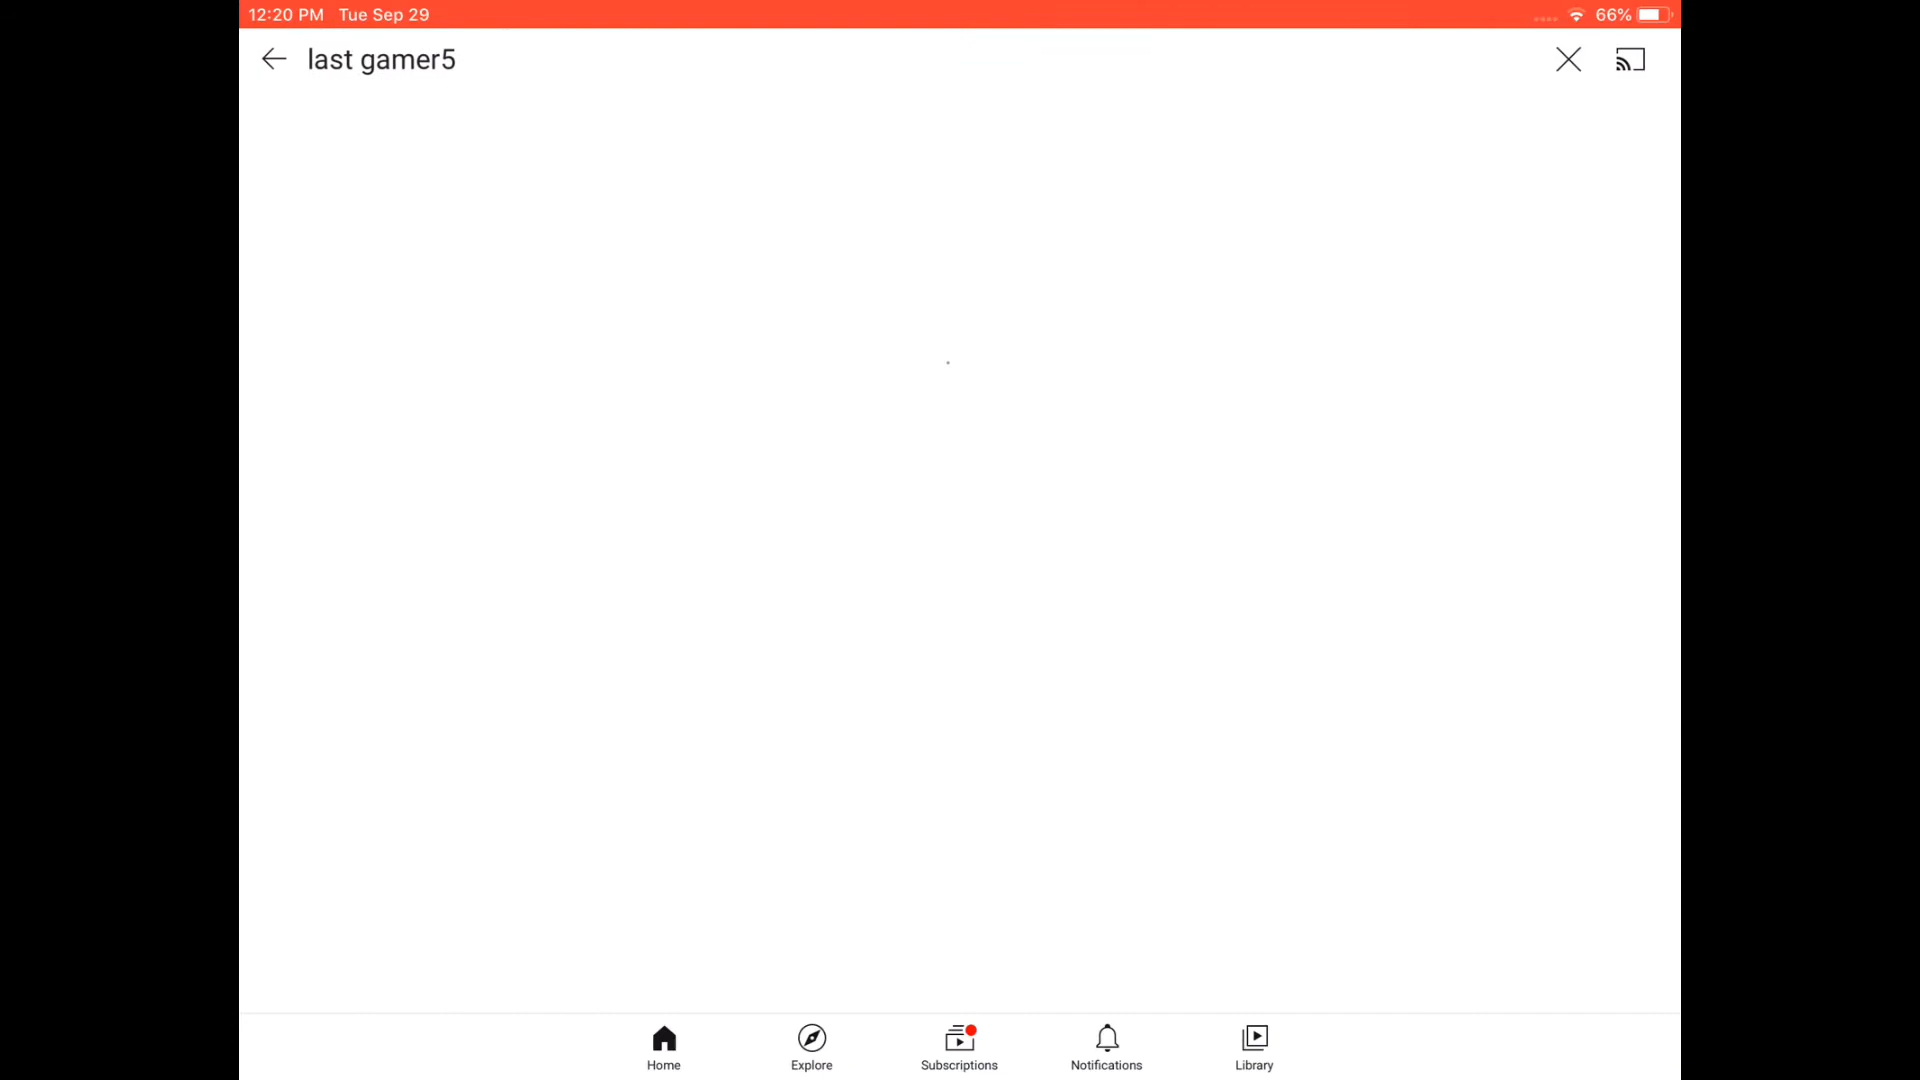 12:20 PM Tue Sep 29 66%
last gamer5
Home Explore Subscriptions Notifications Library